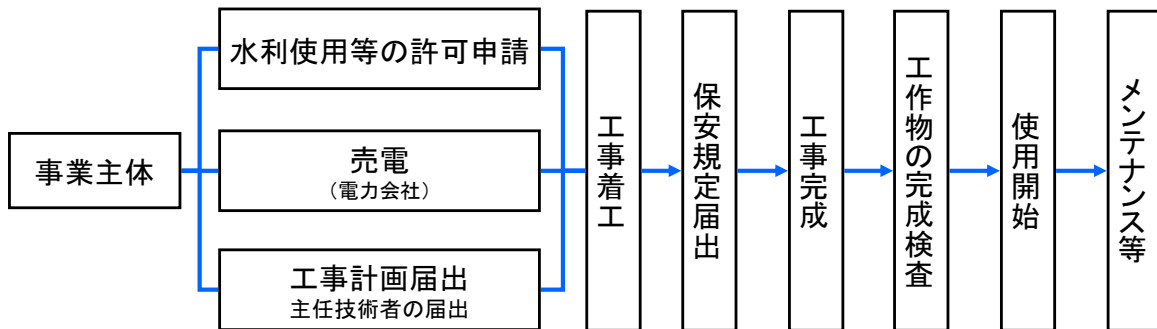 事業主体
水利使用等の許可申請
売電
（電力会社）
工事計画届出
主任技術者の届出
工事着工
保安規定届出
工事完成
工作物の完成検査
使用開始
メンテナンス等